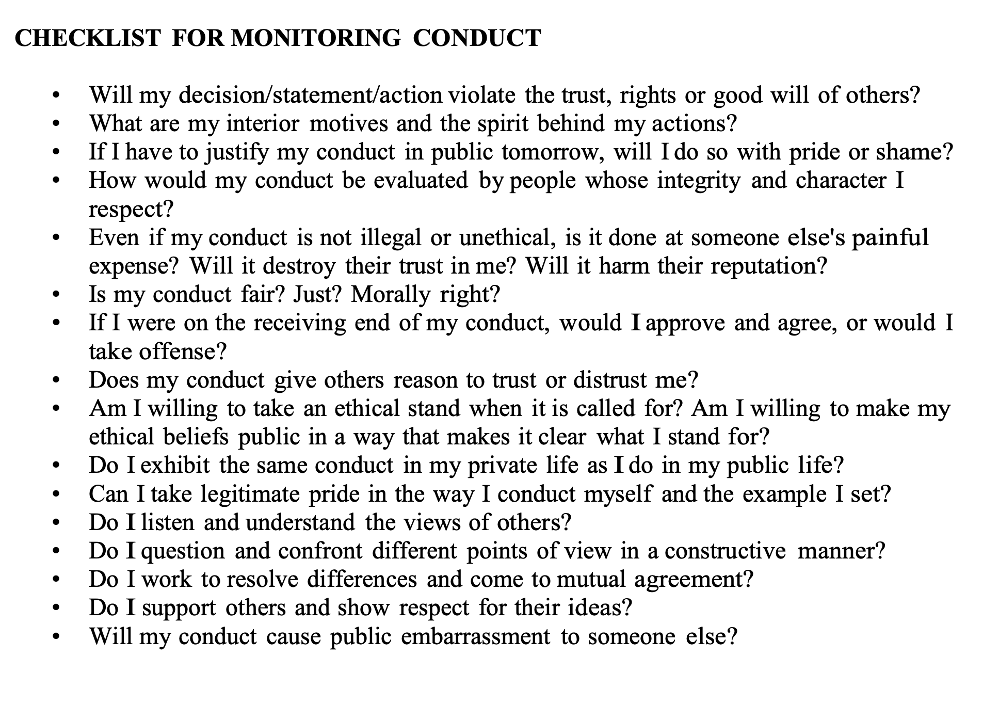 CHECKLIST FOR MONITORING CONDUCT
• Will my decision/statement/action violate the trust, rights or good will of others?
• What are my interior motives and the spirit behind my actions?
• If I have to justify my conduct in public tomorrow, will I do so with pride or shame?
• How would my conduct be evaluated by people whose integrity and character I
respect?
• Even if my conduct is not illegal or unethical, is it done at someone else's painful
expense? Will it destroy their trust in me? Will it harm their reputation?
• Is my conduct fair? Just? Morally right?
• If I were on the receiving end of my conduct, would I approve and agree, or would I
take offense?
• Does my conduct give others reason to trust or distrust me?
• Am I willing to take an ethical stand when it is called for? Am I willing to make my
ethical beliefs public in a way that makes it clear what I stand for?
• Do I exhibit the same conduct in my private life as I do in my public life?
• Can I take legitimate pride in the way I conduct myself and the example I set?
• Do I listen and understand the views of others?
• Do I question and confront different points of view in a constructive manner?
• Do I work to resolve differences and come to mutual agreement?
• Do I support others and show respect for their ideas?
• Will my conduct cause public embarrassment to someone else?